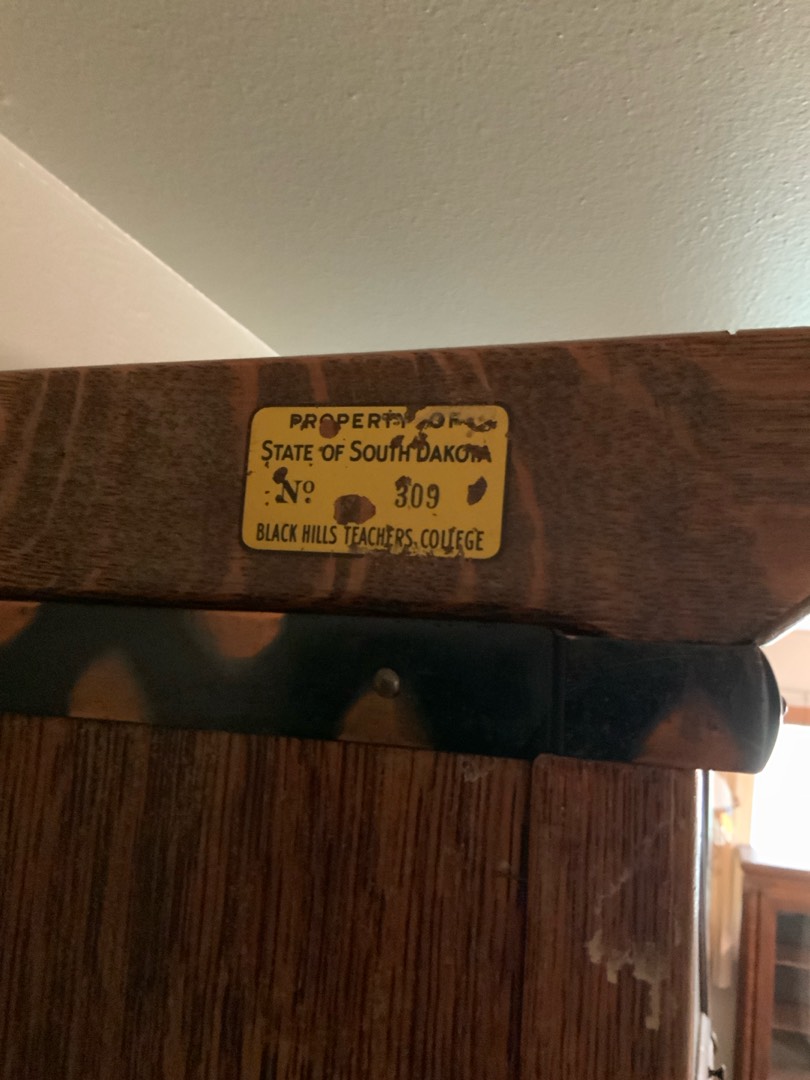 PROPERTY OF
STATE OF SOUTH DAKOTA
Nº 309
BLACK HILLS TEACHERS COLLEGE